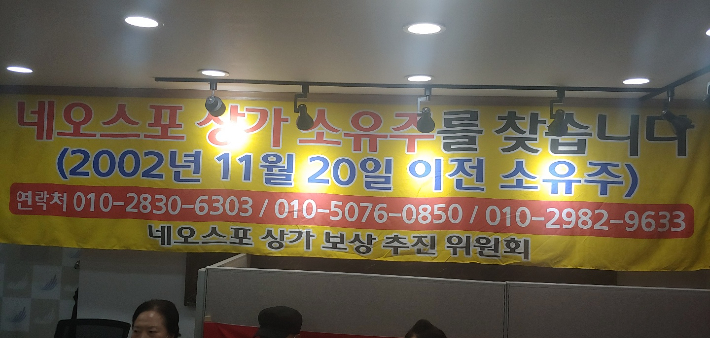 네오스포 상가 소유주를 찾습니다
(2002년 11월 20일 이전 소유주)
연락처 010-2830-6303 / 010-5076-0850 / 010-2982-9633
네오스포 상가 보상 추진 위원회